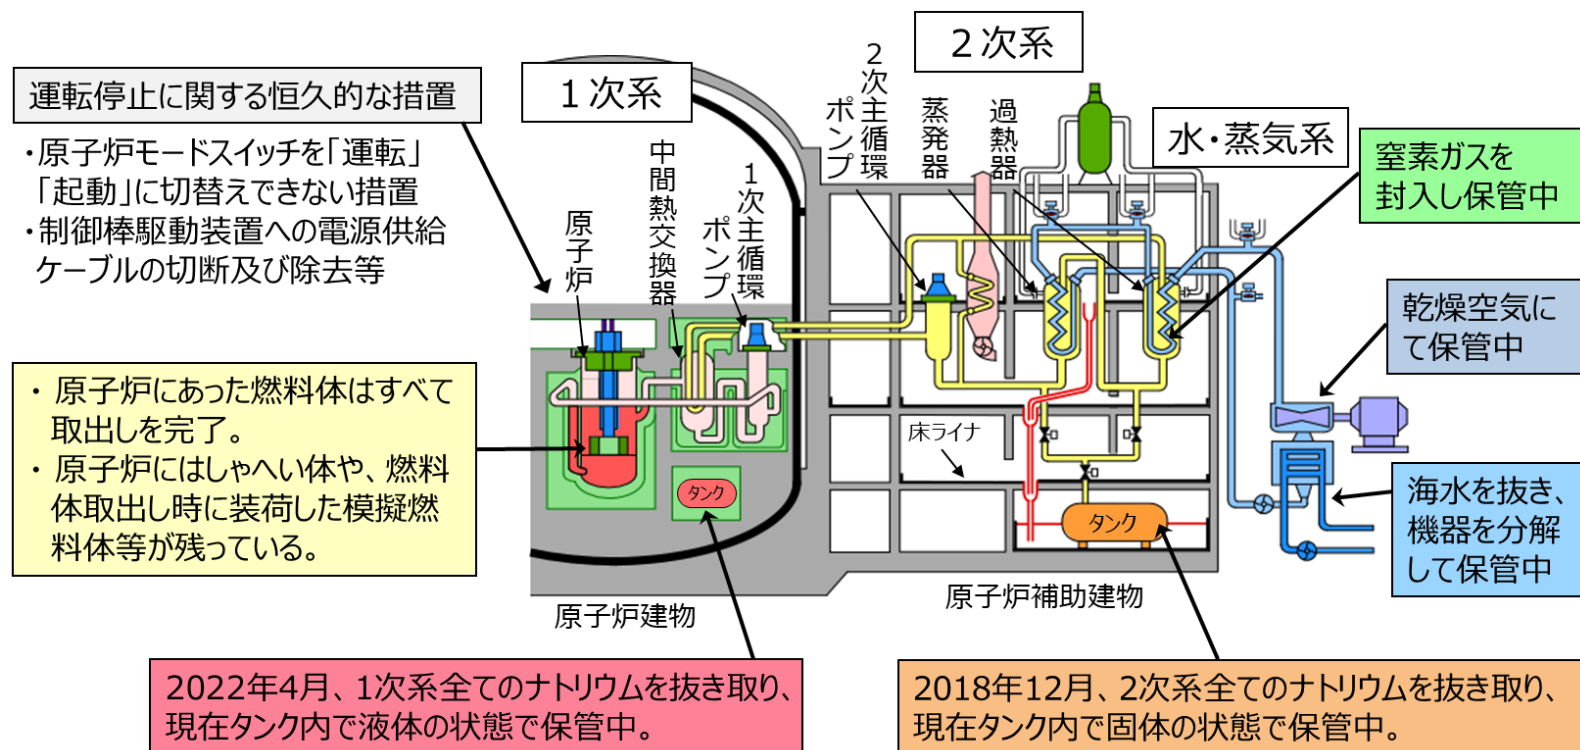 運転停止に関する恒久的な措置
・原子炉モードスイッチを「運転」
「起動」に切替えできない措置
・制御棒駆動装置への電源供給
ケーブルの切断及び除去等
・ 原子炉にあった燃料体はすべて
取出しを完了。
・ 原子炉にはしゃへい体や、燃料
体取出し時に装荷した模擬燃
料体等が残っている。
1次系
原子炉
中間熱交換器
1次主循環
ポンプ
タンク
原子炉建物
2次系
2次主循環
ポンプ
蒸発器
過熱器
水・蒸気系
床ライナ
タンク
原子炉補助建物
窒素ガスを
封入し保管中
乾燥空気に
て保管中
海水を抜き、
機器を分解
して保管中
2022年4月、1次系全てのナトリウムを抜き取り、
現在タンク内で液体の状態で保管中。
2018年12月、2次系全てのナトリウムを抜き取り、
現在タンク内で固体の状態で保管中。